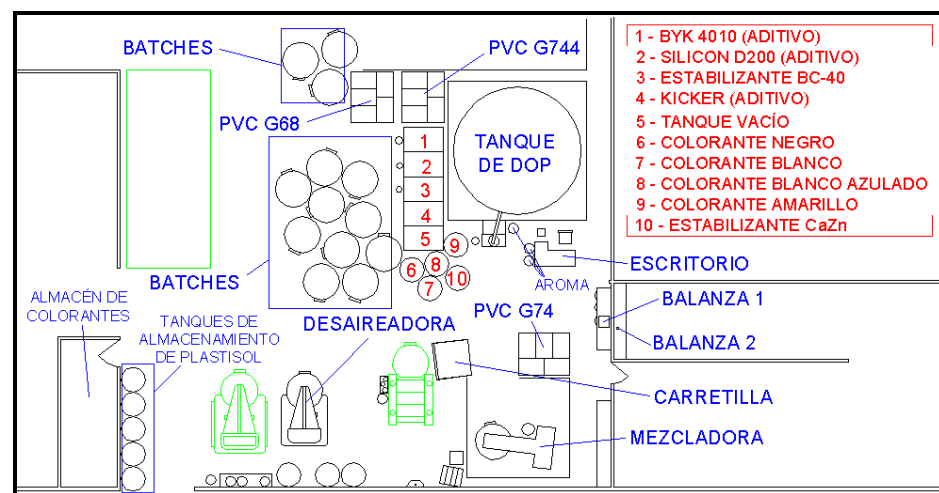 BATCHES
PVC G744
PVC G68
TANQUE
DE DOP
1
2
3
4
5
6
7
8
9
10
1 - BYK 4010 (ADITIVO)
2 - SILICON D200 (ADITIVO)
3 - ESTABILIZANTE BC-40
4 - KICKER (ADITIVO)
5 - TANQUE VACÍO
6 - COLORANTE NEGRO
7 - COLORANTE BLANCO
8 - COLORANTE BLANCO AZULADO
9 - COLORANTE AMARILLO
10 - ESTABILIZANTE CaZn
BATCHES
ESCRITORIO
AROMA
ALMACÉN DE
COLORANTES
TANQUES DE
ALMACENAMIENTO
DE PLASTISOL
DESAIREADORA
PVC G74
BALANZA 1
BALANZA 2
CARRETILLA
MEZCLADORA